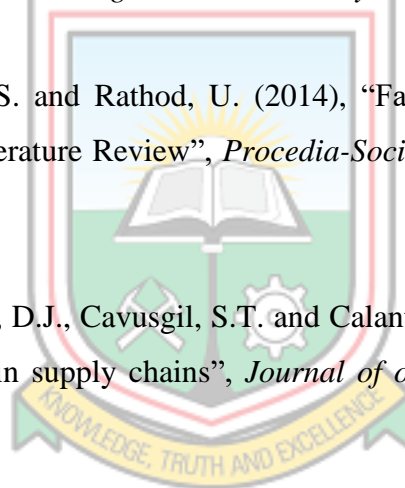 S. and Rathod, U. (2014), “Fa
erature Review”, Procedia-Soci
, D.J., Cavusgil, S.T. and Calan
in supply chains”, Journal of o
KNOWLEDGE, TRUTH AND EXCELLENCE